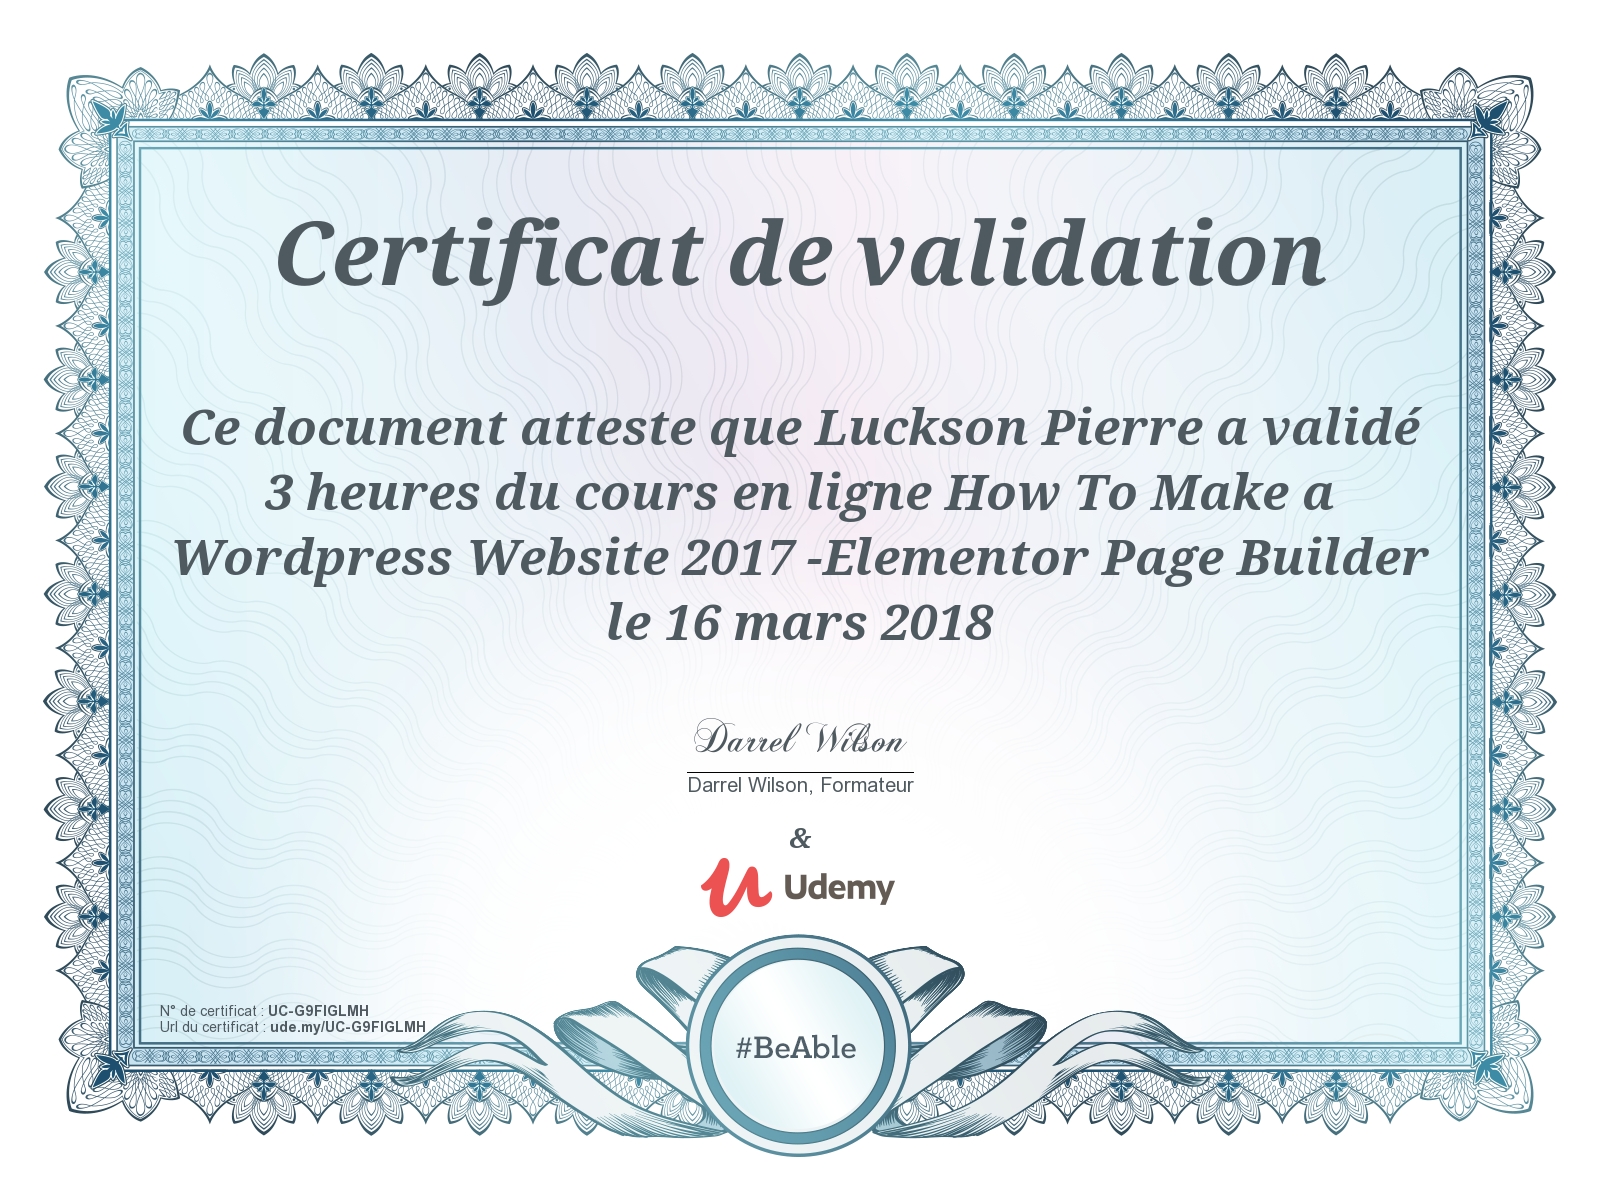 Certificat de validation
Ce document atteste que Luckson Pierre a validé
3 heures du cours en ligne How To Make a
Wordpress Website 2017 -Elementor Page Builder
le 16 mars 2018
Darrel Wilson
Darrel Wilson, Formateur
&
Udemy
N° de certificat : UC-G9FIGLMH
Url du certificat : ude.my/UC-G9FIGLMH
#BeAble